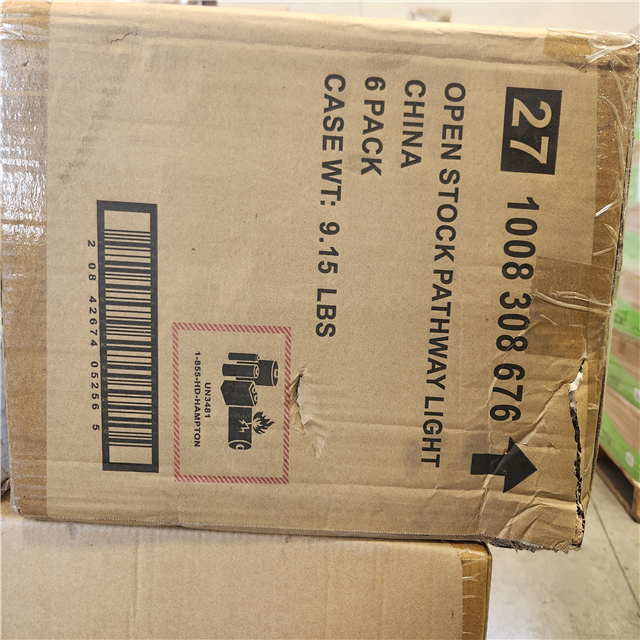 27 1008 308 676
OPEN STOCK PATHWAY LIGHT
CHINA
6 PACK
CASE WT: 9.15 LBS
UN3481
1-855-HD-HAMPTON
2 08 42674 05256 5